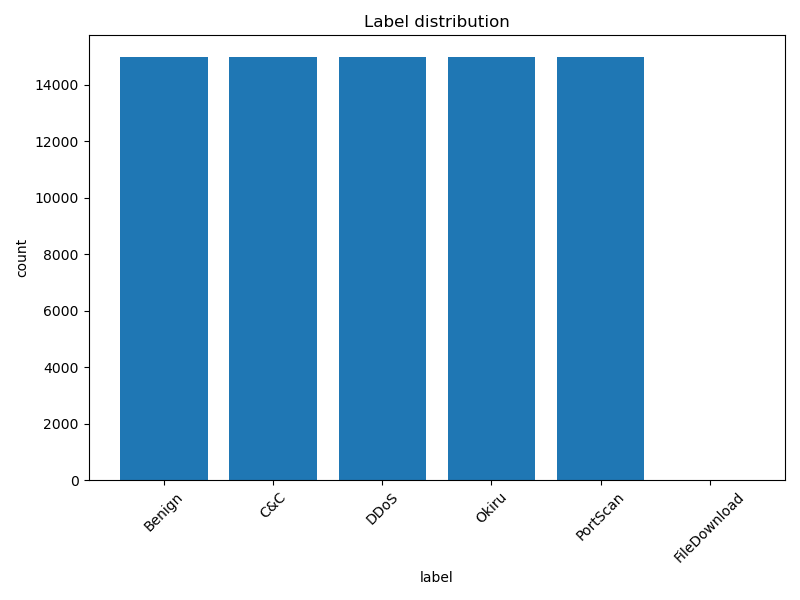 Label distribution
count
14000
12000
10000
8000
6000
4000
2000
0
Benign
C&C
DDoS
Okiru
PortScan
FileDownload
label